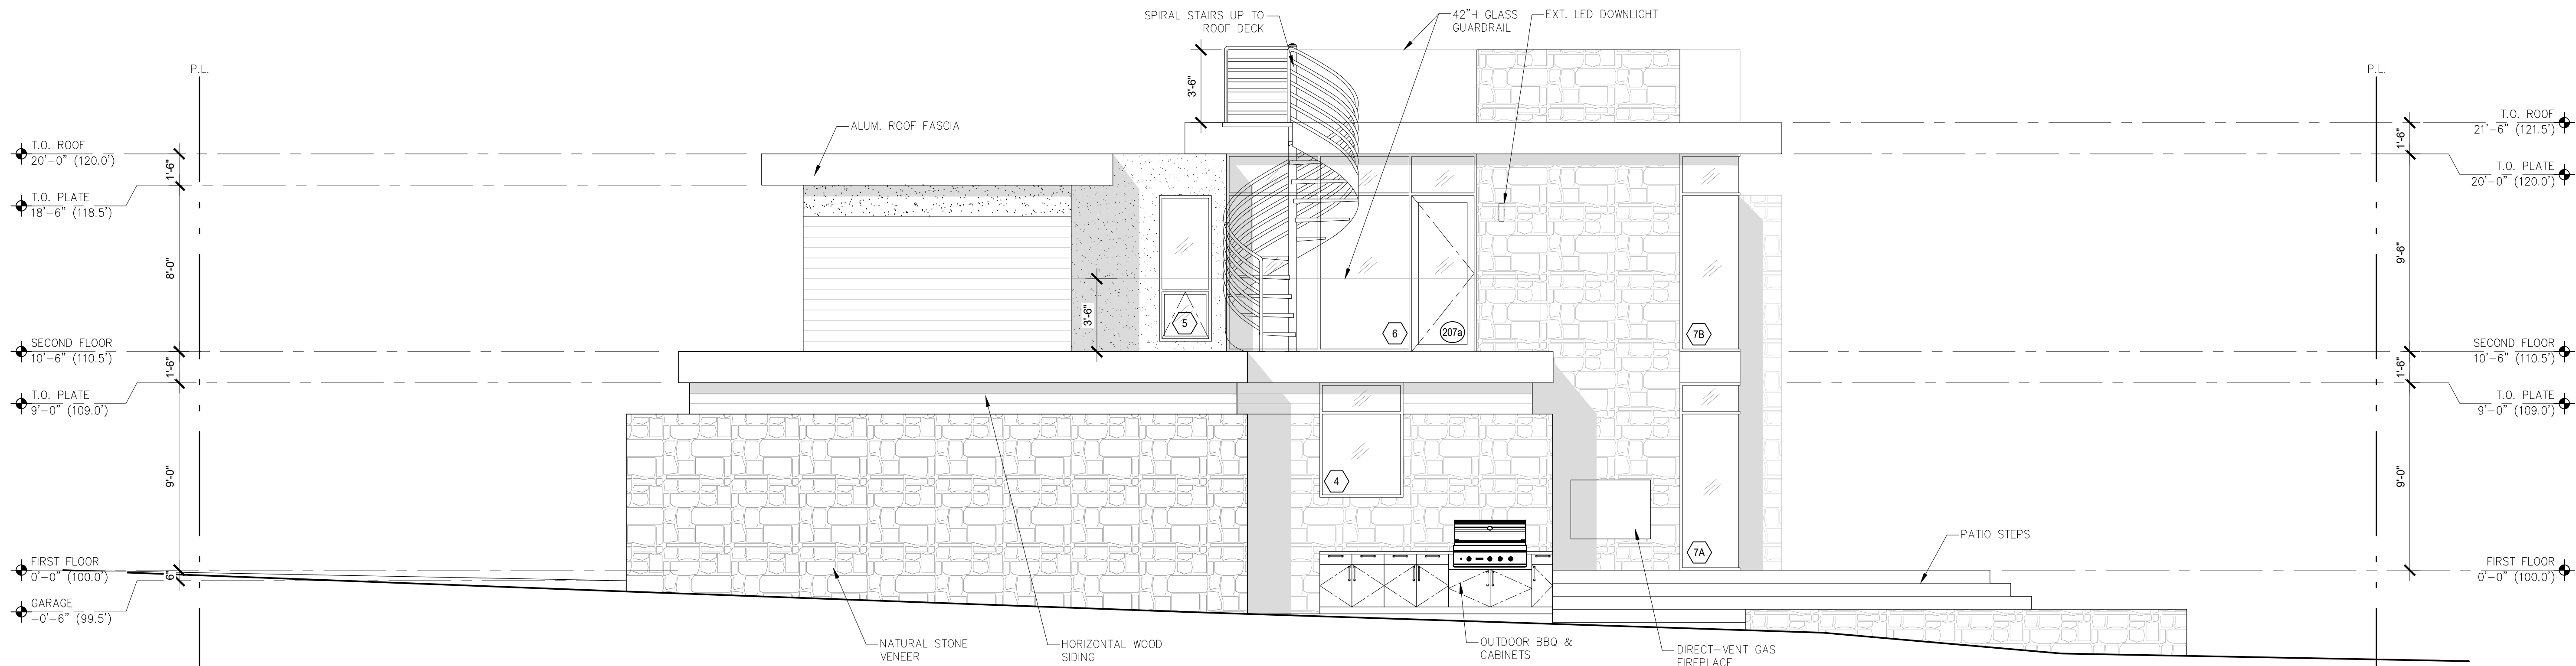 SPIRAL STAIRS UP TO
ROOF DECK
42"H GLASS
GUARDRAIL
EXT. LED DOWNLIGHT
P.L.
P.L.
3'-6"
ALUM. ROOF FASCIA
T.O. ROOF
20'-0" (120.0')
1'-6"
T.O. PLATE
18'-6" (118.5')
8'-0"
SECOND FLOOR
10'-6" (110.5')
1'-6"
T.O. PLATE
9'-0" (109.0')
9'-0"
FIRST FLOOR
0'-0" (100.0')
6"
GARAGE
-0'-6" (99.5')
3'-6"
5
6
207a
7B
4
7A
T.O. ROOF
21'-6" (121.5')
1'-6"
T.O. PLATE
20'-0" (120.0')
9'-6"
SECOND FLOOR
10'-6" (110.5')
1'-6"
T.O. PLATE
9'-0" (109.0')
9'-0"
FIRST FLOOR
0'-0" (100.0')
PATIO STEPS
NATURAL STONE
VENEER
HORIZONTAL WOOD
SIDING
OUTDOOR BBQ &
CABINETS
DIRECT-VENT GAS
FIREPLACE